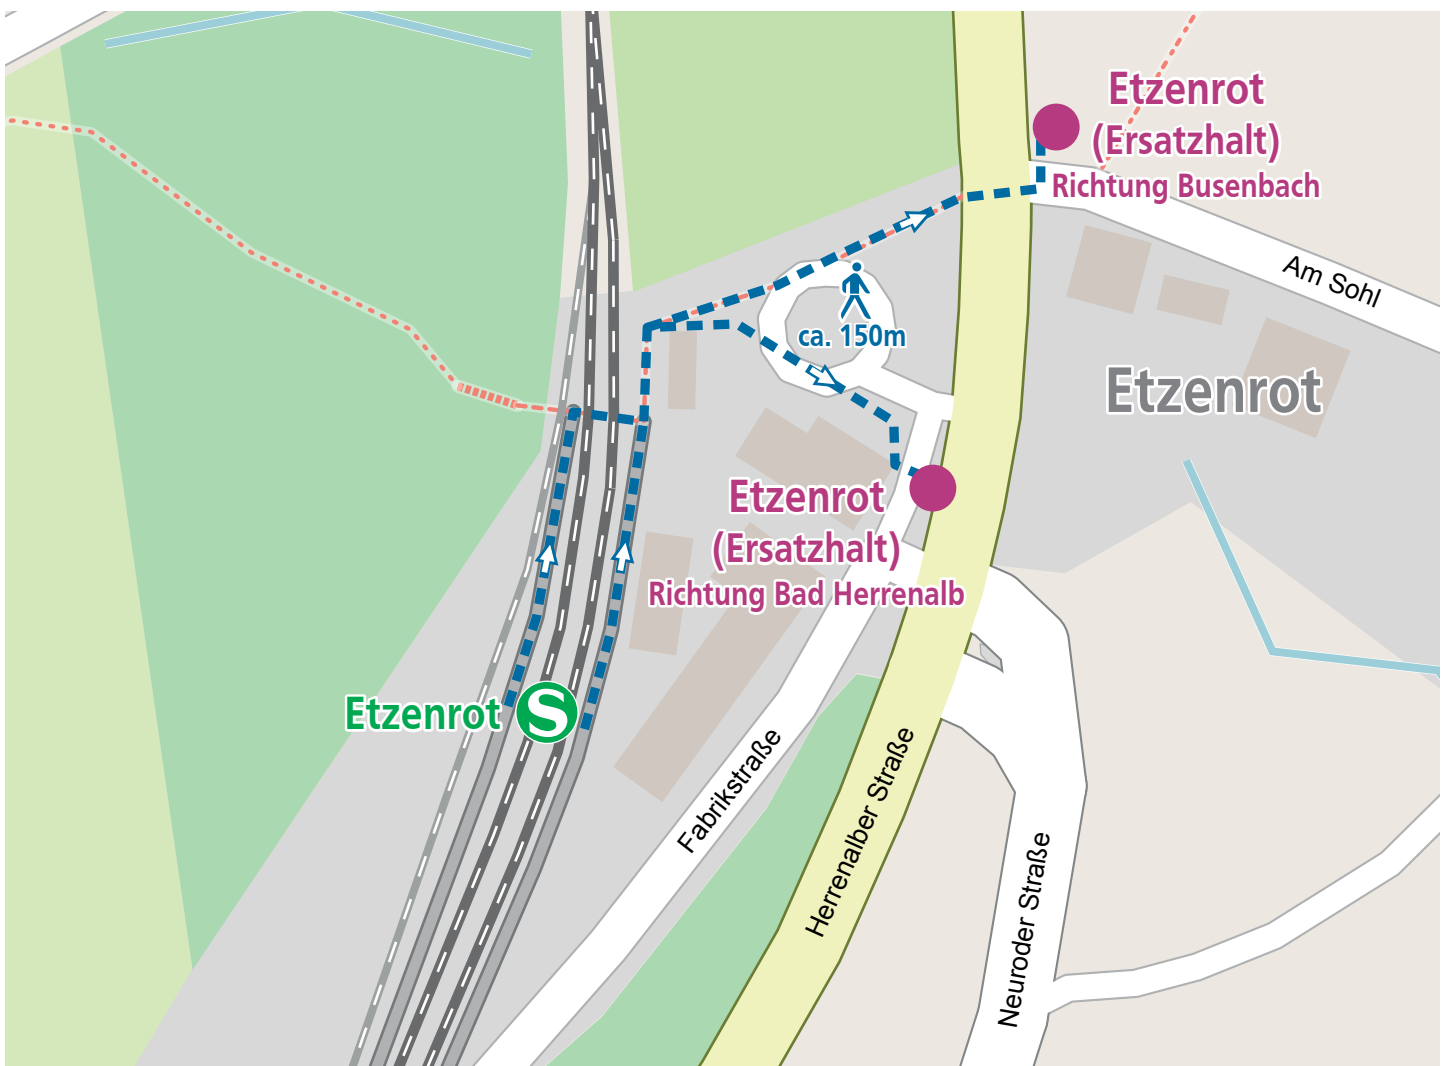 Etzenrot
(Ersatzhalt)
Richtung Busenbach
Am Sohl
ca. 150m
Etzenrot
Etzenrot
(Ersatzhalt)
Richtung Bad Herrenalb
Etzenrot
S
Fabrikstraße
Herrenalber Straße
Neuroder Straße